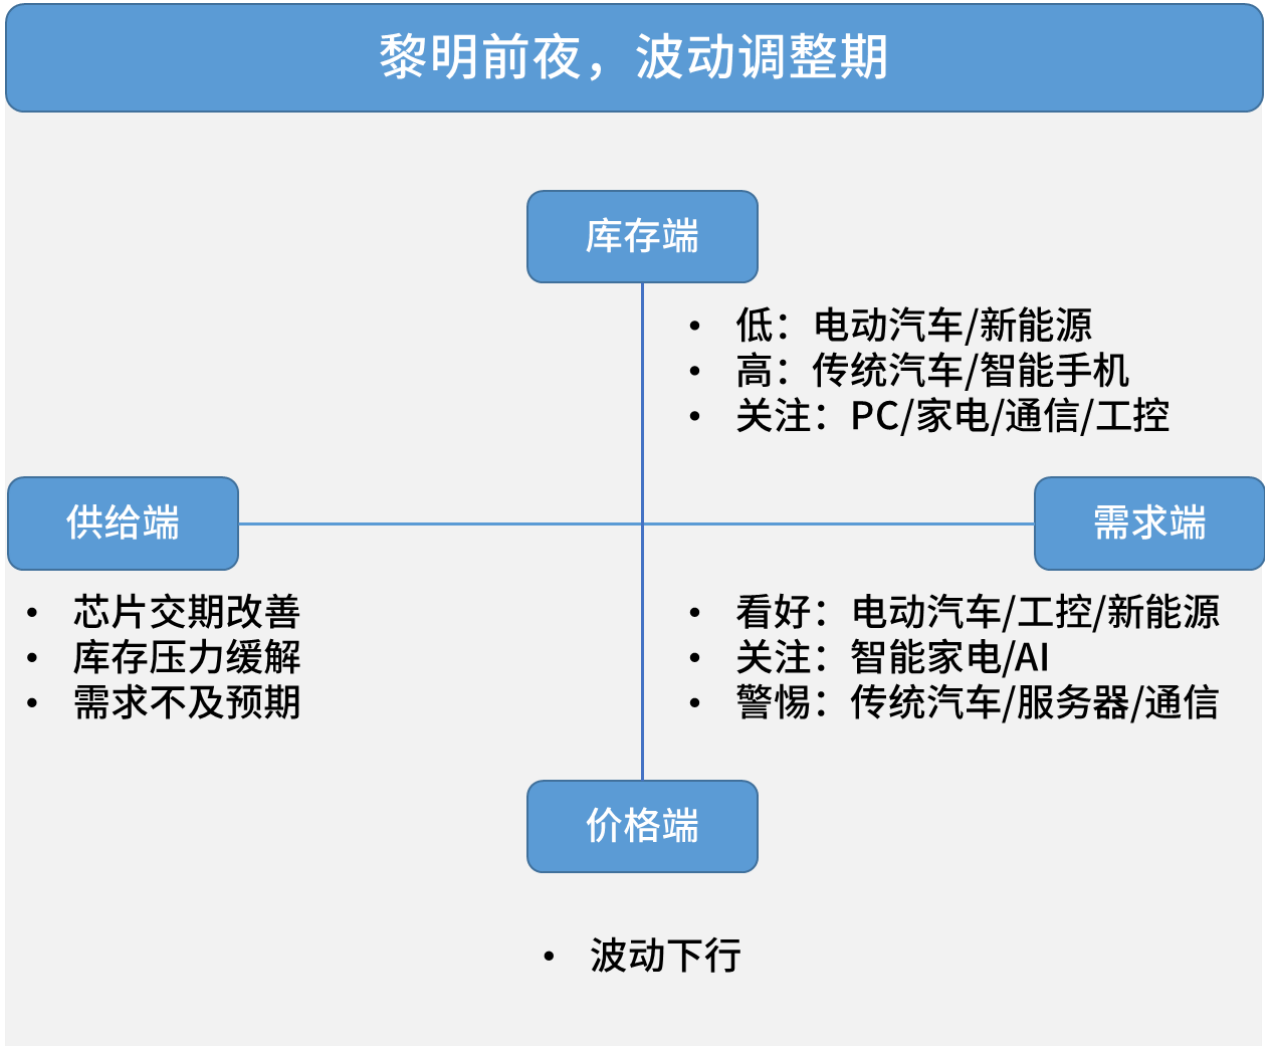 黎明前夜，波动调整期
库存端
• 低：电动汽车/新能源
• 高：传统汽车/智能手机
• 关注：PC/家电/通信/工控
供给端
• 芯片交期改善
• 库存压力缓解
• 需求不及预期
需求端
• 看好：电动汽车/工控/新能源
• 关注：智能家电/AI
• 警惕：传统汽车/服务器/通信
价格端
• 波动下行